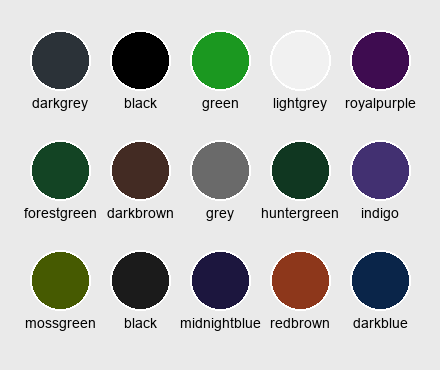 darkgrey black green lightgrey royalpurple
forestgreen darkbrown grey huntergreen indigo
mossgreen black midnightblue redbrown darkblue